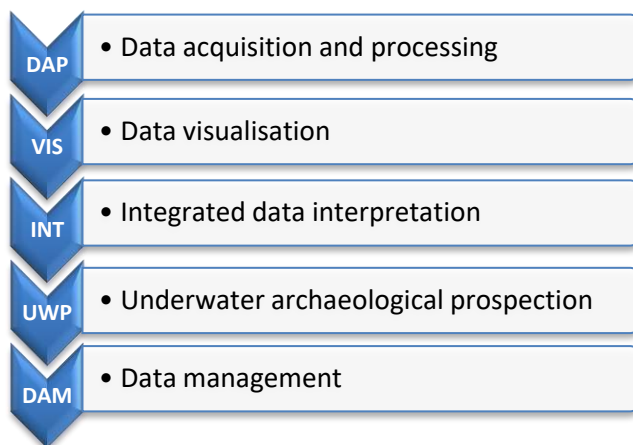 DAP
• Data acquisition and processing
VIS
• Data visualisation
INT
• Integrated data interpretation
UWP
• Underwater archaeological prospection
DAM
• Data management